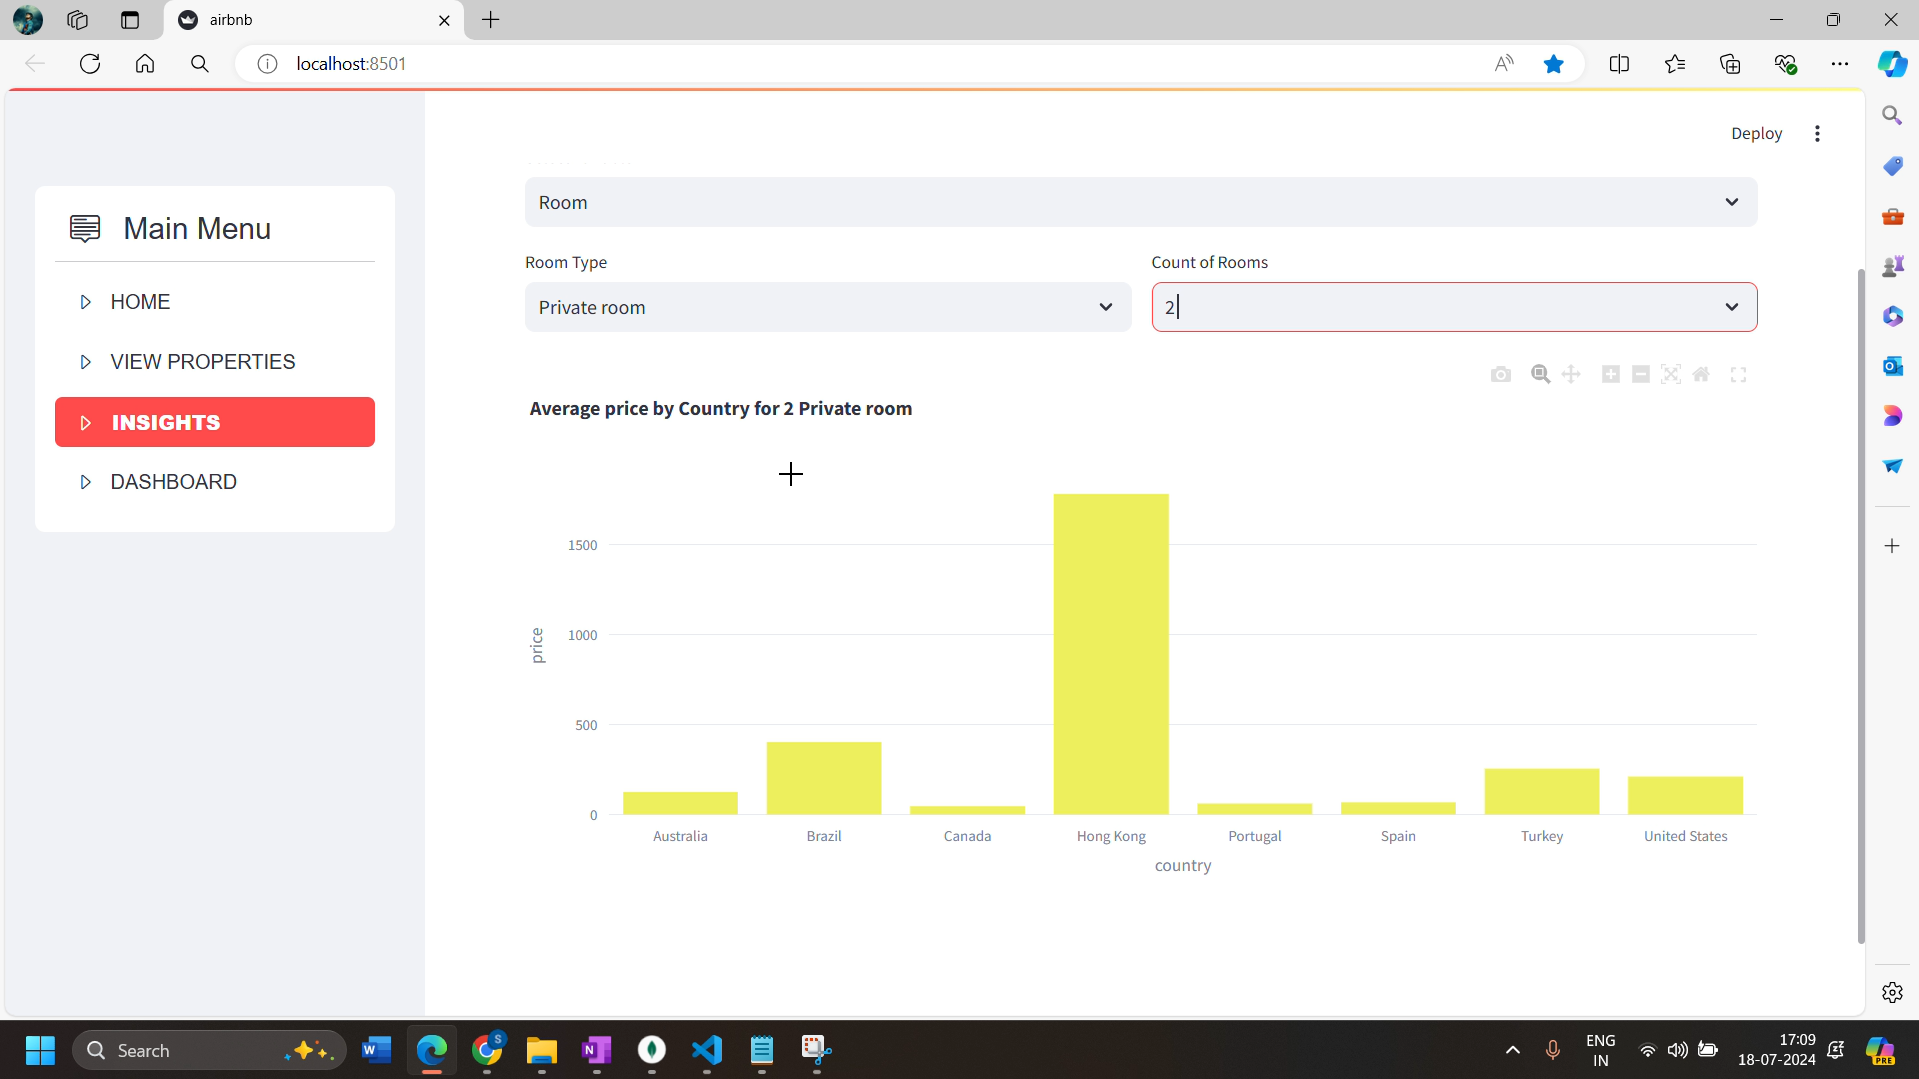 airbnb
localhost:8501
Deploy
Main Menu
HOME
VIEW PROPERTIES
INSIGHTS
DASHBOARD
Room
Room Type
Count of Rooms
Private room
2
Average price by Country for 2 Private room
1500
1000
500
0
price
Australia
Brazil
Canada
Hong Kong
Portugal
Spain
Turkey
United States
country
Search
S
ENG
IN
17:09
18-07-2024
PRE